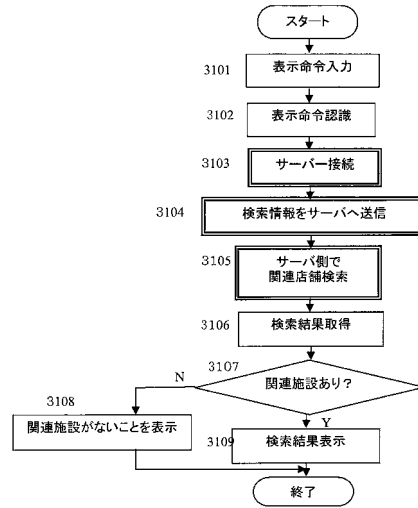 スタート
3101
表示命令入力
3102
表示命令認識
3103
サーバー接続
3104
検索情報をサーバへ送信
3105
サーバ側で
関連店舗検索
3106
検索結果取得
3107
関連施設あり？
N
Y
3108
関連施設がないことを表示
3109
検索結果表示
終了